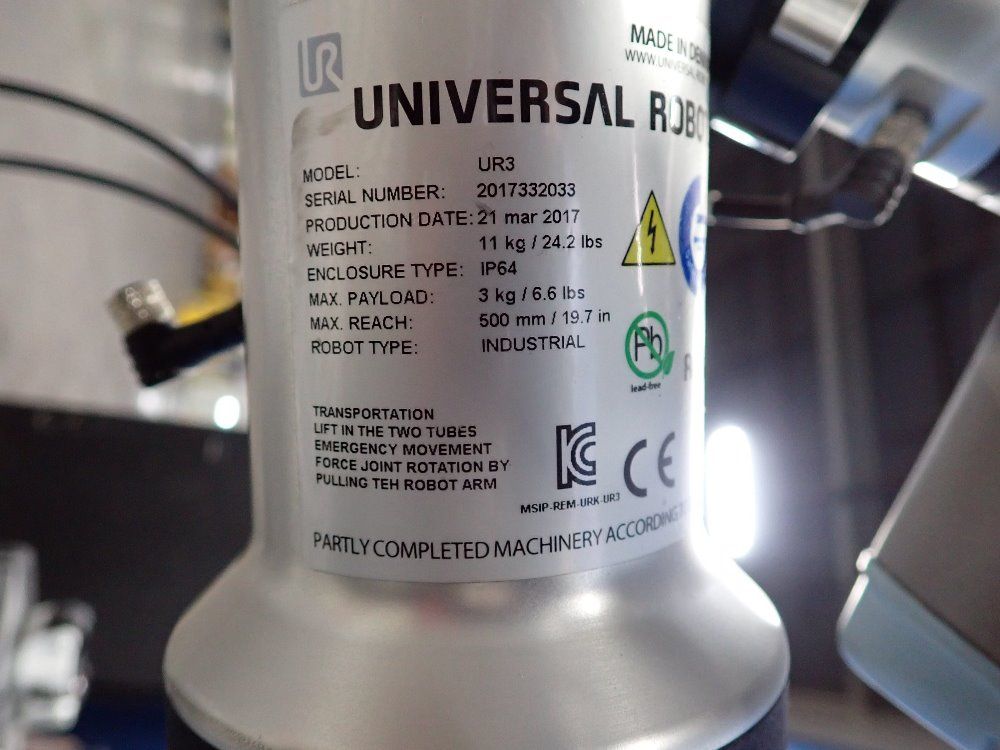 UR
MADE IN
WWW.UNIVERSAL
UNIVERSAL ROBO
MODEL: UR3
SERIAL NUMBER: 2017332033
PRODUCTION DATE: 21 mar 2017
WEIGHT: 11 kg / 24.2 lbs
ENCLOSURE TYPE: IP64
MAX. PAYLOAD: 3 kg / 6.6 lbs
MAX. REACH: 500 mm / 19.7 in
ROBOT TYPE: INDUSTRIAL
Pb
lead-free
TRANSPORTATION
LIFT IN THE TWO TUBES
EMERGENCY MOVEMENT
FORCE JOINT ROTATION BY
PULLING TEH ROBOT ARM
KC
CE
MSIP-REM-URK-UR3
PARTLY COMPLETED MACHINERY ACCORDING